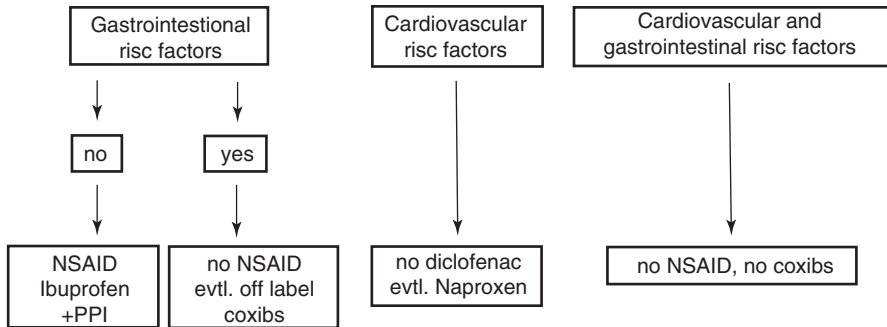 Gastrointestional
risc factors
Cardiovascular
risc factors
Cardiovascular and
gastrointestinal risc factors
no
yes
NSAID
Ibuprofen
+PPI
no NSAID
evtl. off label
coxibs
no diclofenac
evtl. Naproxen
no NSAID, no coxibs